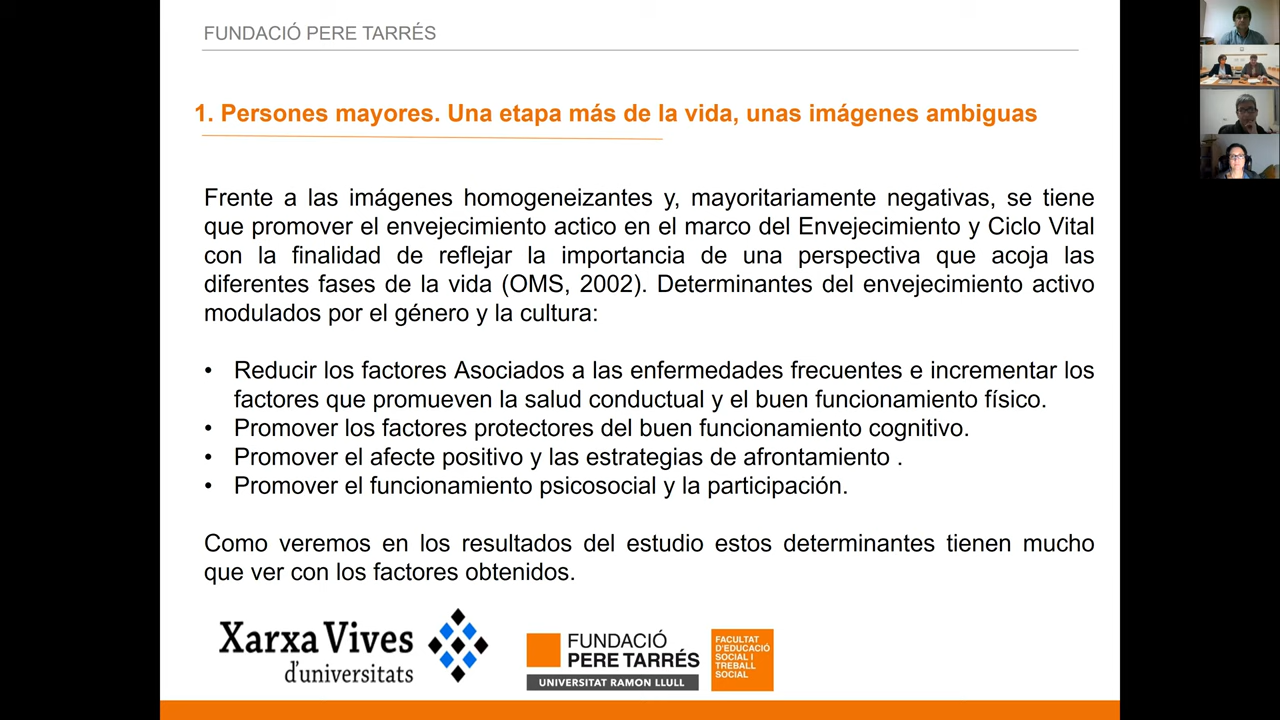 FUNDACIÓ PERE TARRÉS
1. Persones mayores. Una etapa más de la vida, unas imágenes ambiguas
Frente a las imágenes homogeneizantes y, mayoritariamente negativas, se tiene
que promover el envejecimiento actico en el marco del Envejecimiento y Ciclo Vital
con la finalidad de reflejar la importancia de una perspectiva que acoja las
diferentes fases de la vida (OMS, 2002). Determinantes del envejecimiento activo
modulados por el género y la cultura:
• Reducir los factores Asociados a las enfermedades frecuentes e incrementar los
factores que promueven la salud conductual y el buen funcionamiento físico.
• Promover los factores protectores del buen funcionamiento cognitivo.
• Promover el afecte positivo y las estrategias de afrontamiento .
• Promover el funcionamiento psicosocial y la participación.
Como veremos en los resultados del estudio estos determinantes tienen mucho
que ver con los factores obtenidos.
Xarxa Vives
d'universitats
FUNDACIÓ
PERE TARRÉS
UNIVERSITAT RAMON LLULL
FACULTAT
D'EDUCACIÓ
SOCIAL I
TREBALL
SOCIAL